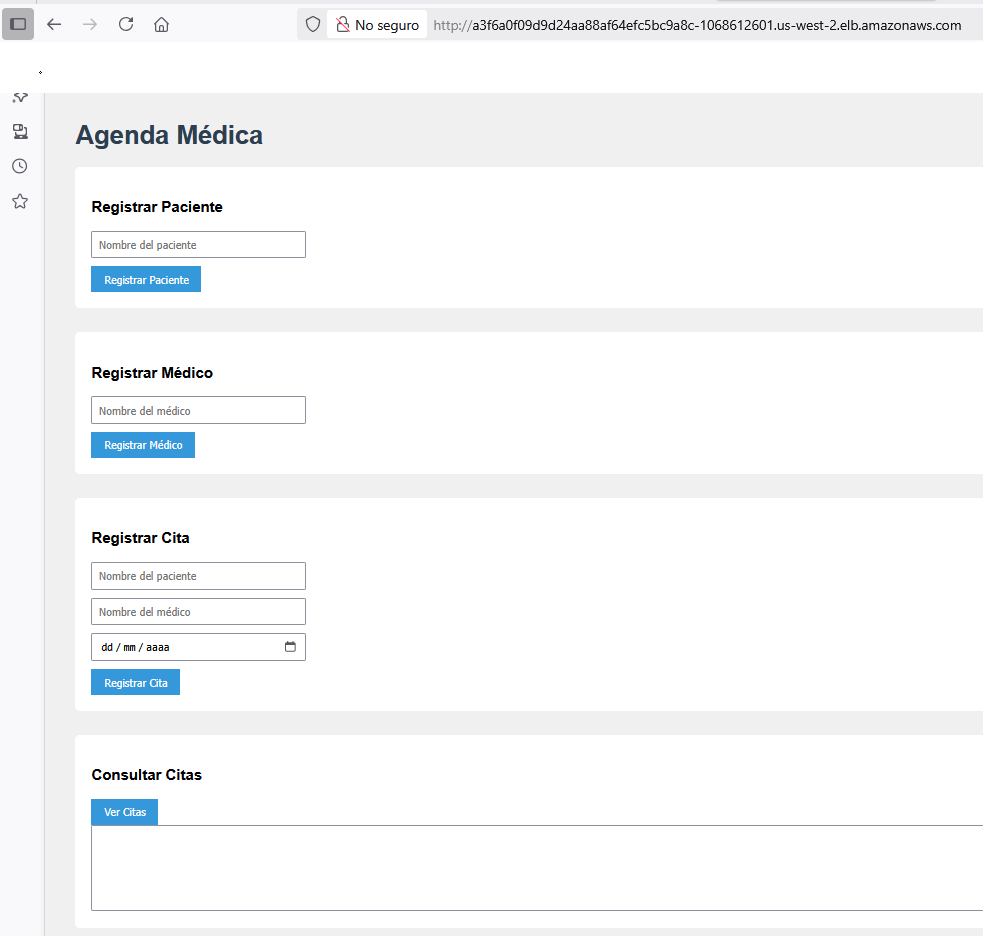 No seguro http://a3f6a0f09d9d24aa88af64efc5bc9a8c-1068612601.us-west-2.elb.amazonaws.com
Agenda Médica
Registrar Paciente
Nombre del paciente
Registrar Paciente
Registrar Médico
Nombre del médico
Registrar Médico
Registrar Cita
Nombre del paciente
Nombre del médico
dd / mm / aaaa
Registrar Cita
Consultar Citas
Ver Citas